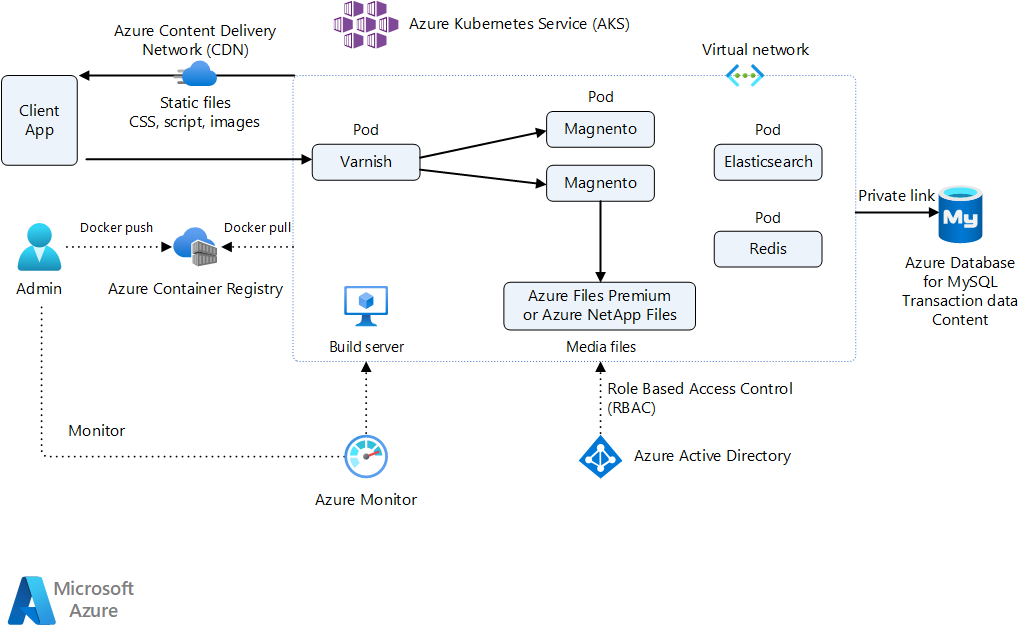 Azure Kubernetes Service (AKS)
Azure Content Delivery
Network (CDN)
Virtual network
Client
App
Static files
CSS, script, images
Pod
Varnish
Pod
Magnento
Magnento
Pod
Elasticsearch
Pod
Redis
Private link
My
Azure Database
for MySQL
Transaction data
Content
Docker push
Docker pull
Admin
Azure Container Registry
Azure Files Premium
or Azure NetApp Files
Media files
Build server
Role Based Access Control
(RBAC)
Monitor
Azure Active Directory
Azure Monitor
Microsoft
Azure